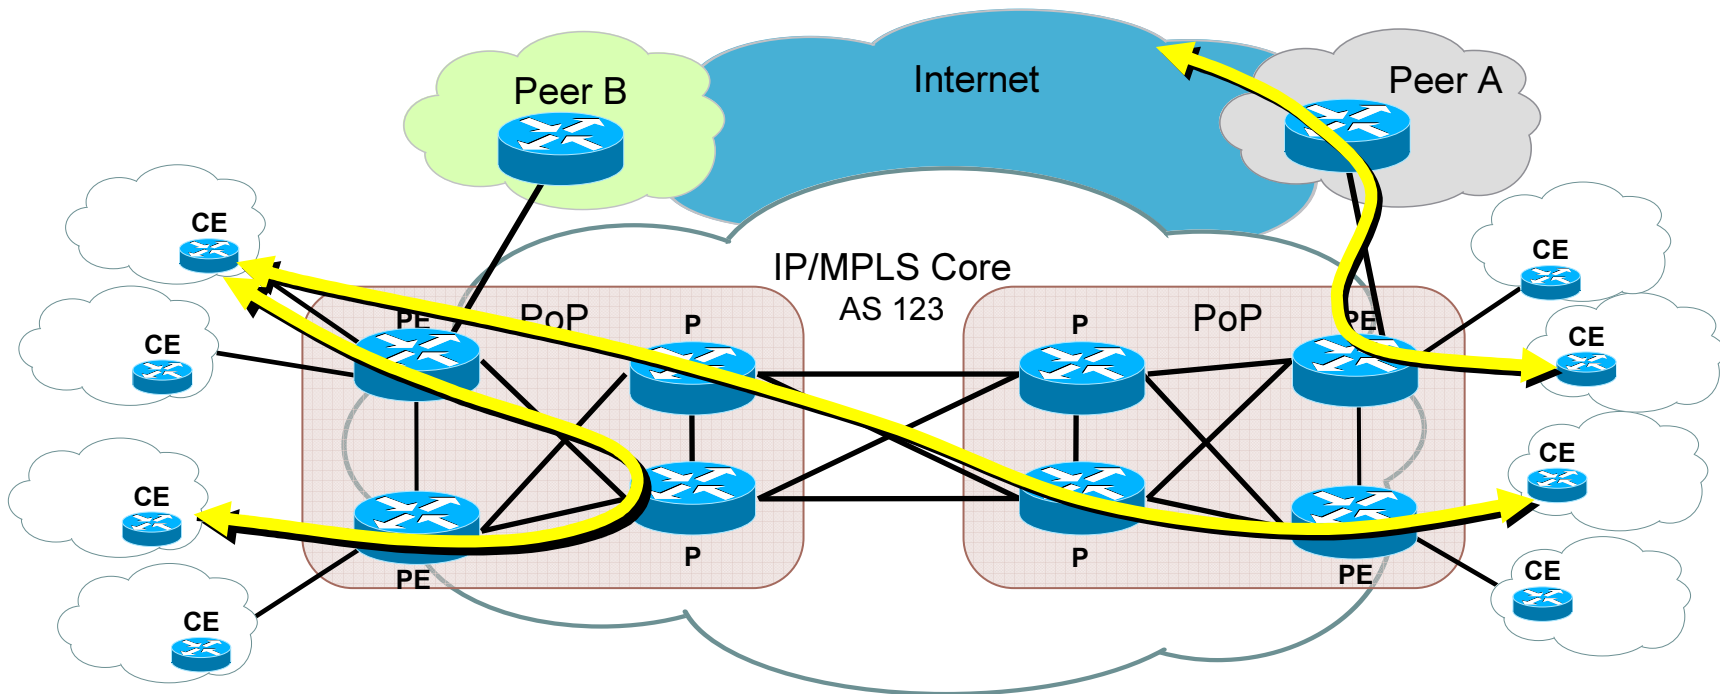 Peer B
Internet
Peer A
CE
CE
IP/MPLS Core
AS 123
PE
PoP
P
P
PoP
PE
CE
CE
CE
CE
P
P
PE
PE
CE
CE